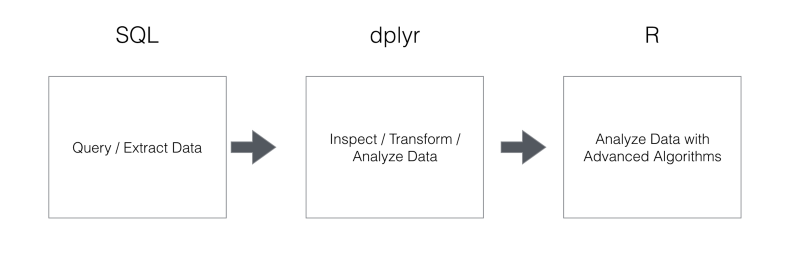 SQL
dplyr
R
Query / Extract Data
Inspect / Transform /
Analyze Data
Analyze Data with
Advanced Algorithms